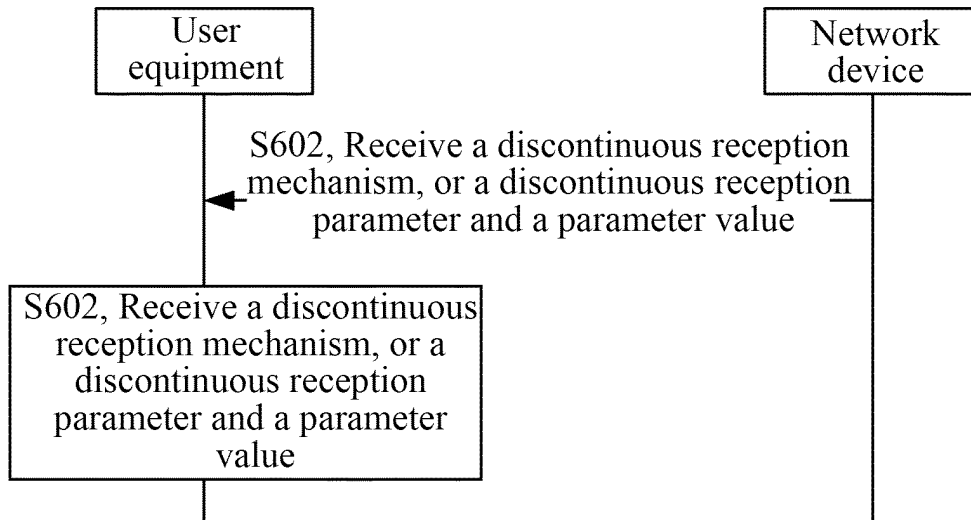 User
equipment
Network
device
S602, Receive a discontinuous reception
mechanism, or a discontinuous reception
parameter and a parameter value
S602, Receive a discontinuous
reception mechanism, or a
discontinuous reception
parameter and a parameter
value